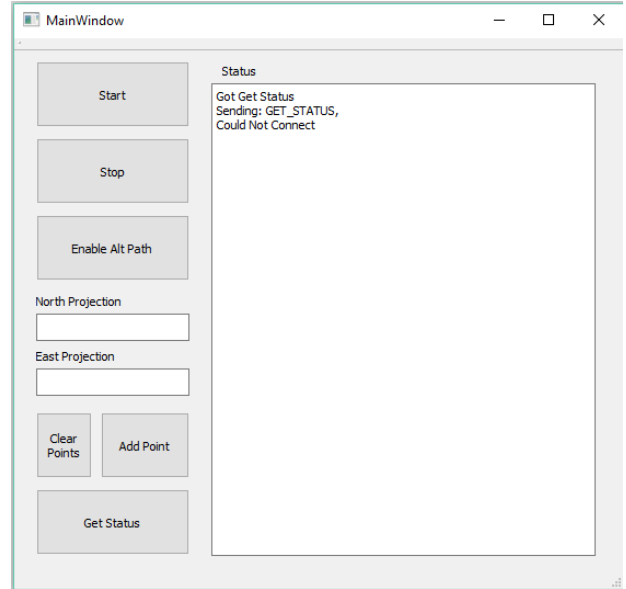 MainWindow
Start
Stop
Enable Alt Path
North Projection
East Projection
Clear
Points
Add Point
Get Status
Status
Got Get Status
Sending: GET_STATUS,
Could Not Connect